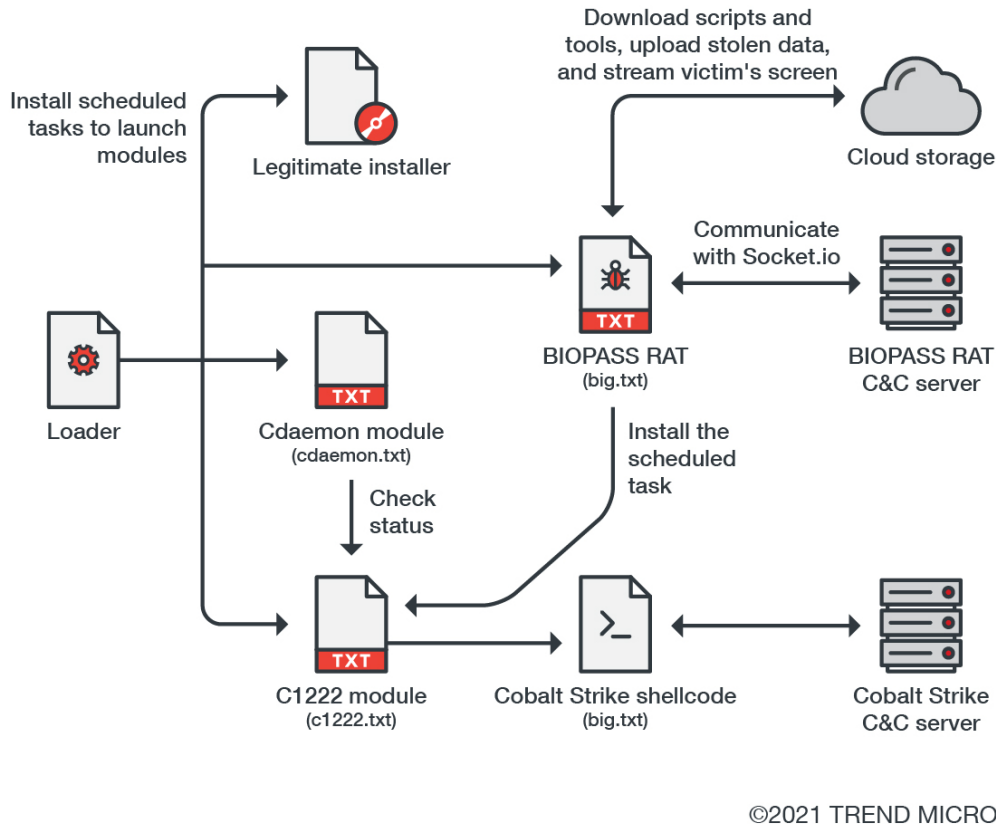 Download scripts and
tools, upload stolen data,
and stream victim's screen
Install scheduled
tasks to launch
modules
Legitimate installer
Cloud storage
Communicate
with Socket.io
TXT
BIOPASS RAT
(big.txt)
BIOPASS RAT
C&C server
TXT
Loader
Cdaemon module
(cdaemon.txt)
Install the
scheduled
task
Check
status
>_
TXT
C1222 module
(c1222.txt)
Cobalt Strike shellcode
(big.txt)
Cobalt Strike
C&C server
©2021 TREND MICRO